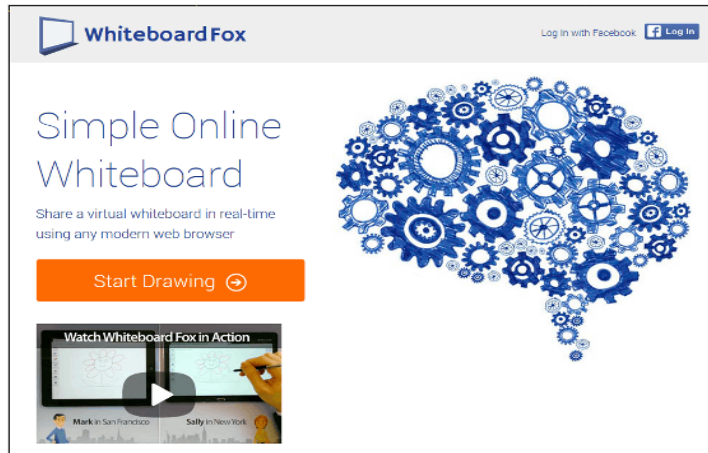 Whiteboard Fox
Log In with Facebook
Log In
Simple Online
Whiteboard
Share a virtual whiteboard in real-time
using any modern web browser
Start Drawing
Watch Whiteboard Fox in Action
Mark in San Francisco
Sally in New York